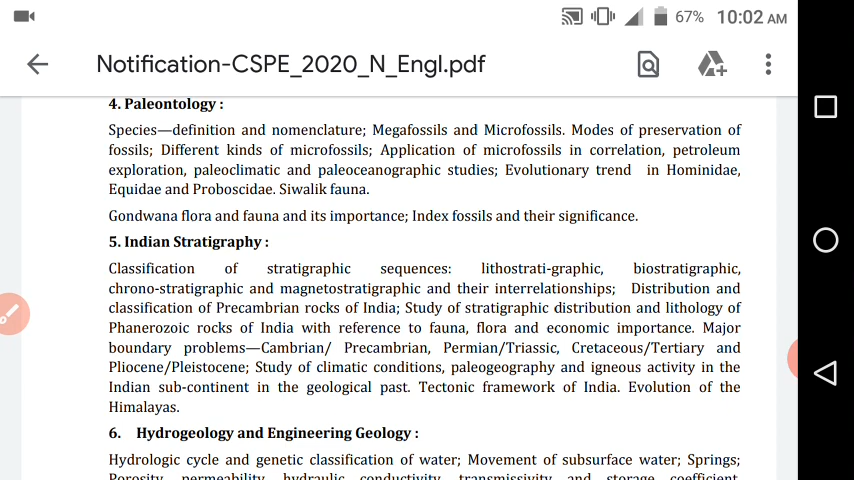 67% 10:02 AM
Notification-CSPE_2020_N_Engl.pdf
4. Paleontology :
Species—definition and nomenclature; Megafossils and Microfossils. Modes of preservation of
fossils; Different kinds of microfossils; Application of microfossils in correlation, petroleum
exploration, paleoclimatic and paleoceanographic studies; Evolutionary trend in Hominidae,
Equidae and Proboscidae. Siwalik fauna.
Gondwana flora and fauna and its importance; Index fossils and their significance.
5. Indian Stratigraphy :
Classification of stratigraphic sequences: lithostrati-graphic, biostratigraphic,
chrono-stratigraphic and magnetostratigraphic and their interrelationships; Distribution and
classification of Precambrian rocks of India; Study of stratigraphic distribution and lithology of
Phanerozoic rocks of India with reference to fauna, flora and economic importance. Major
boundary problems—Cambrian/ Precambrian, Permian/Triassic, Cretaceous/Tertiary and
Pliocene/Pleistocene; Study of climatic conditions, paleogeography and igneous activity in the
Indian sub-continent in the geological past. Tectonic framework of India. Evolution of the
Himalayas.
6. Hydrogeology and Engineering Geology :
Hydrologic cycle and genetic classification of water; Movement of subsurface water; Springs;
Porosity, permeability, hydraulic conductivity, transmissivity and storage coefficient,